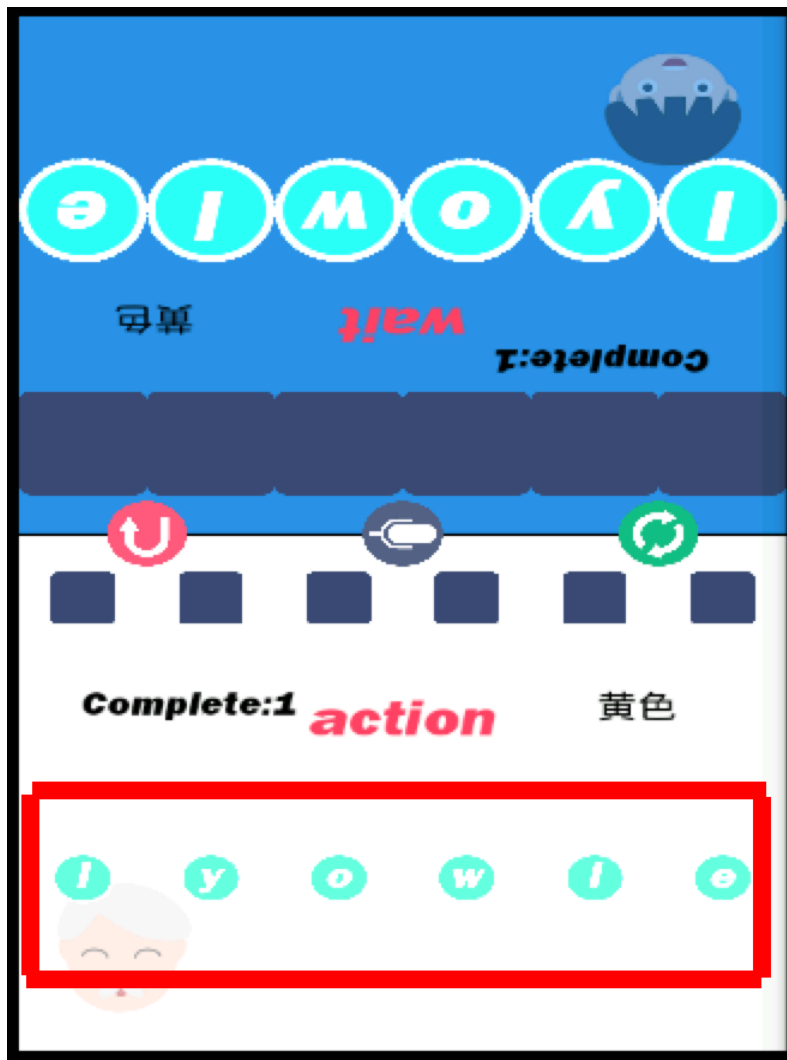 Complete:1
wait
黄色
l y o w l e
Complete:1
action
黄色
l y o w l e